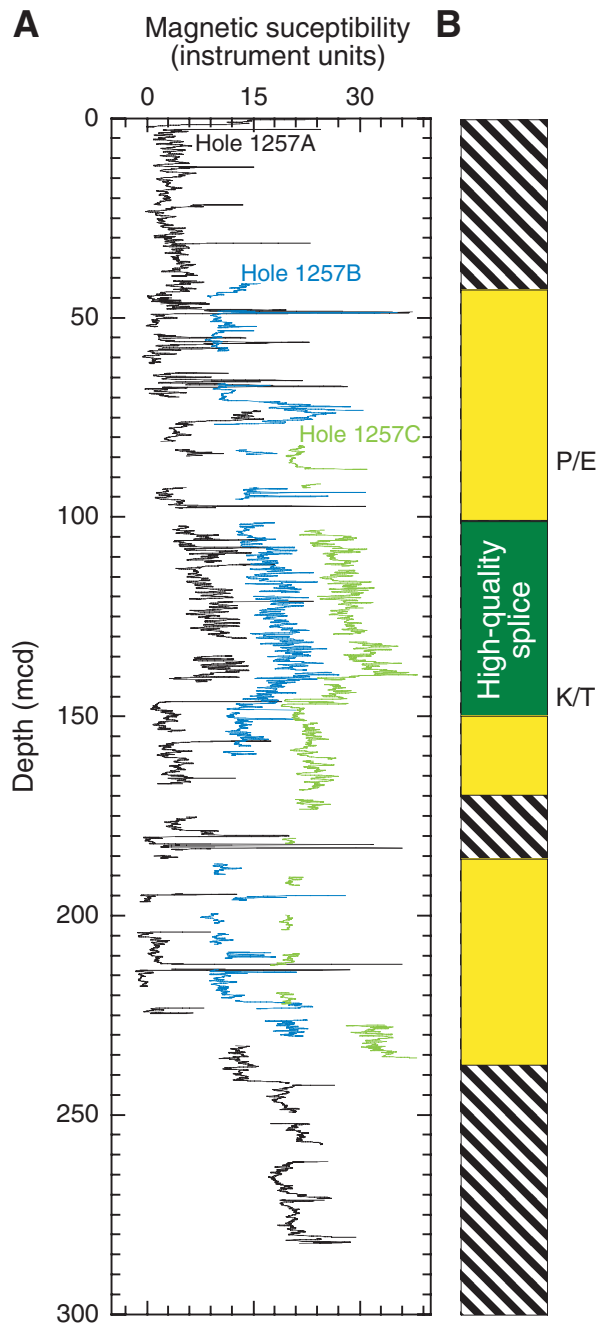 A
Magnetic suceptibility
(instrument units)
B
0 15 30
0
Hole 1257A
Hole 1257B
50
Hole 1257C
P/E
100
High-quality
splice
K/T
150
Depth (mcd)
200
250
300